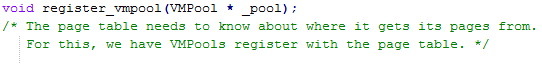 void register_vmpool(VMPool * _pool);
/* The page table needs to know about where it gets its pages from.
For this, we have VMPools register with the page table. */